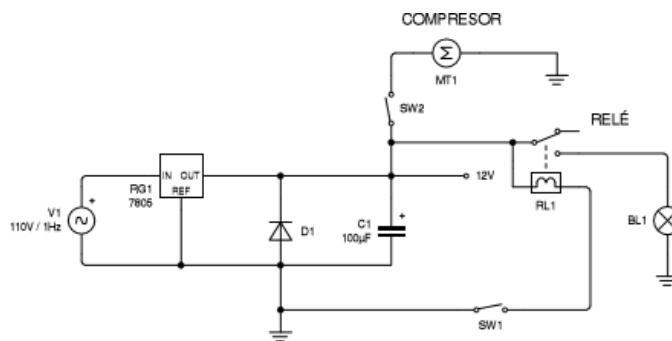 COMPRESOR
MT1
SW2
RELÉ
IN OUT
REF
RG1
7805
12V
RL1
V1
110V / 1Hz
D1
C1
100µF
BL1
SW1